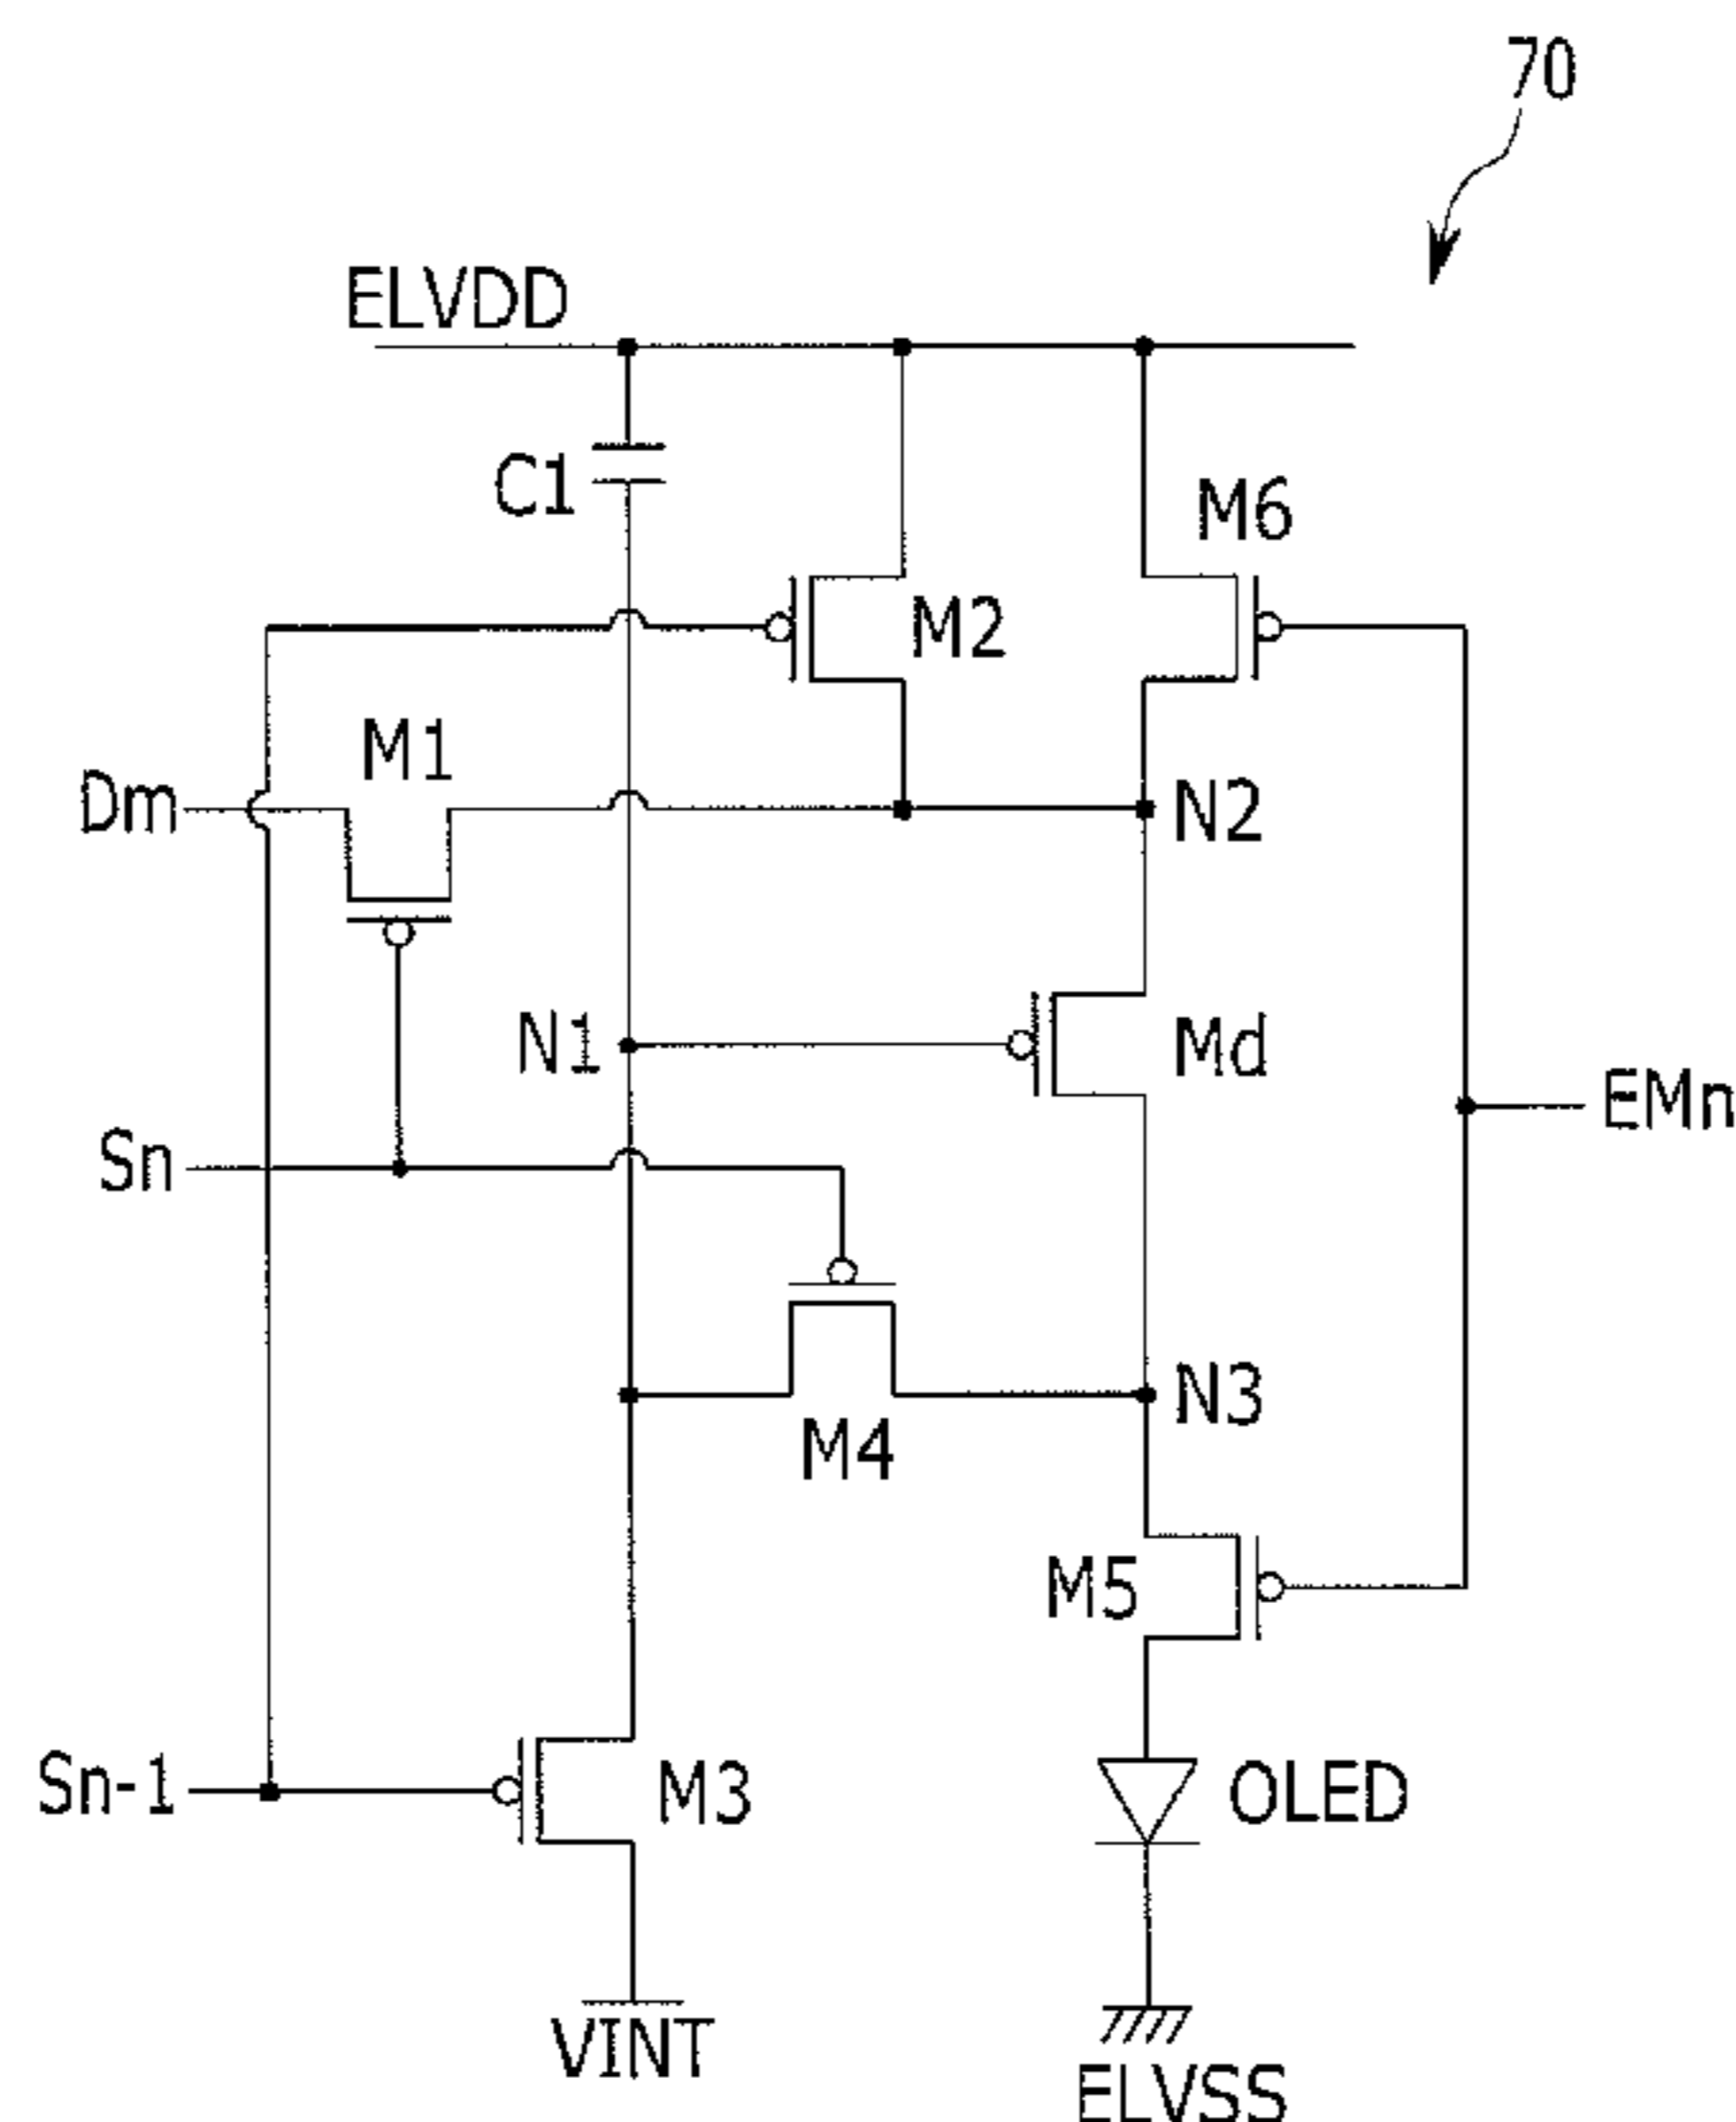 70
ELVDD
C1
M6
M2
M1
Dm
N2
N1
Md
EMn
Sn
N3
M4
M5
Sn-1
M3
OLED
VINT
ELVSS